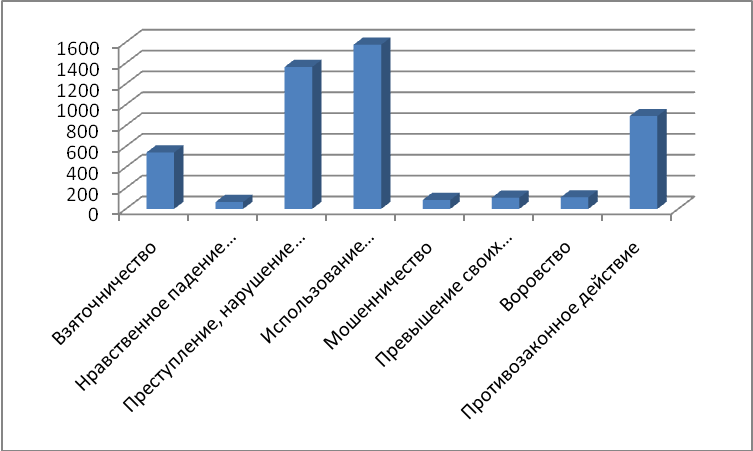 1600
1400
1200
1000
800
600
400
200
0
Взяточничество
Нравственное падение...
Преступление, нарушение...
Использование...
Мошенничество
Превышение своих...
Воровство
Противозаконное действие